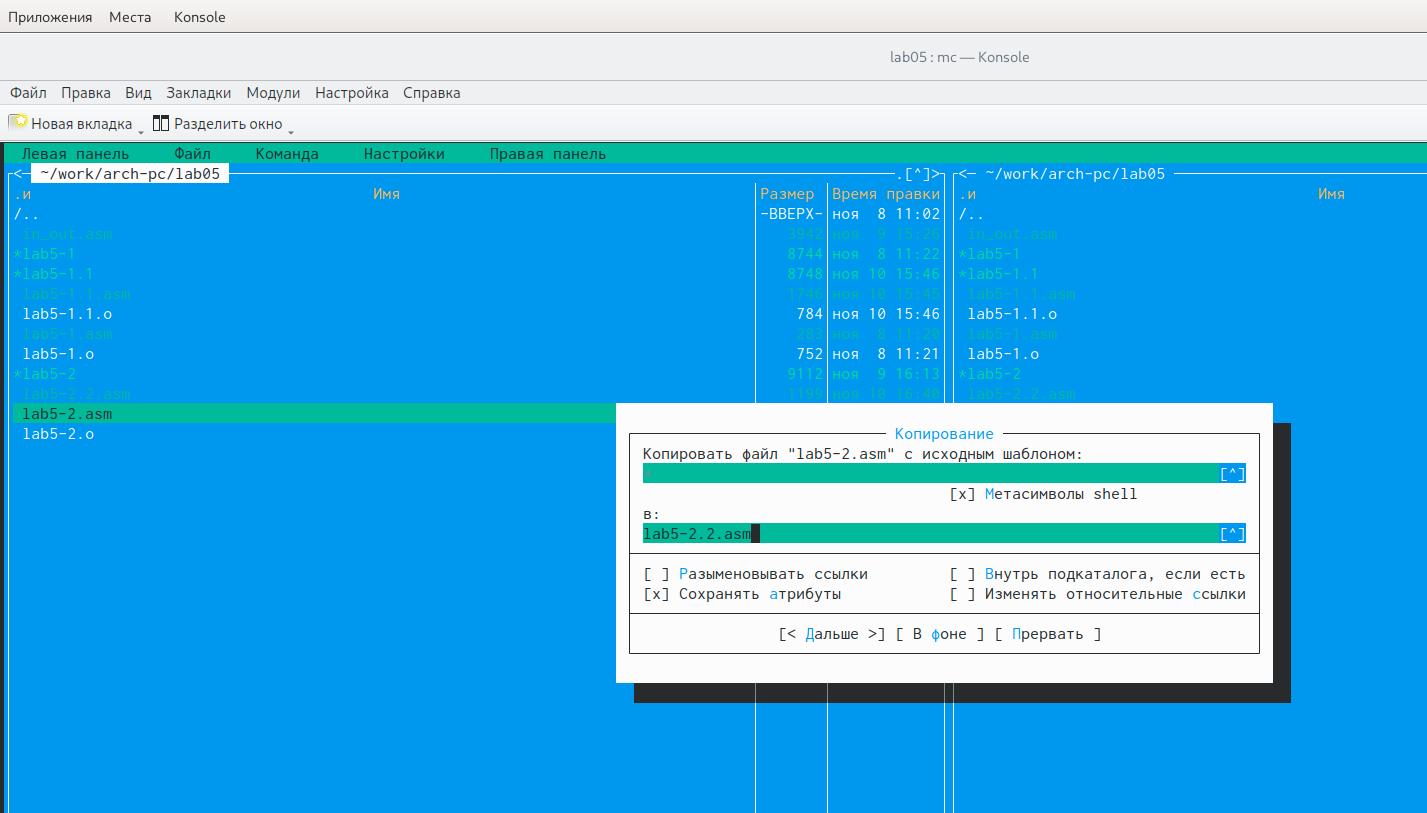 Приложения Места Konsole
lab05 : mc — Konsole
Файл Правка Вид Закладки Модули Настройка Справка
Новая вкладка Разделить окно
Левая панель Файл Команда Настройки Правая панель
<─ ~/work/arch-pc/lab05 .[^]> <─ ~/work/arch-pc/lab05
.и Имя Размер Время правки .и Имя
/.. -ВВЕРХ- ноя 8 11:02 /..
in_out.asm 3942 ноя 9 15:26 in_out.asm
*lab5-1 8744 ноя 8 11:22 *lab5-1
*lab5-1.1 8748 ноя 10 15:46 *lab5-1.1
lab5-1.1.asm 1746 ноя 10 15:45 lab5-1.1.asm
lab5-1.1.o 784 ноя 10 15:46 lab5-1.1.o
lab5-1.asm 283 ноя 8 11:20 lab5-1.asm
lab5-1.o 752 ноя 8 11:21 lab5-1.o
*lab5-2 9112 ноя 9 16:13 *lab5-2
lab5-2.2.asm 1199 ноя 10 16:40 lab5-2.2.asm
lab5-2.asm
lab5-2.o
Копирование
Копировать файл "lab5-2.asm" с исходным шаблоном:
* [^]
[x] Метасимволы shell
в:
lab5-2.2.asm [^]
[ ] Разыменовывать ссылки [ ] Внутрь подкаталога, если есть
[x] Сохранять атрибуты [ ] Изменять относительные ссылки
[< Дальше >] [ В фоне ] [ Прервать ]